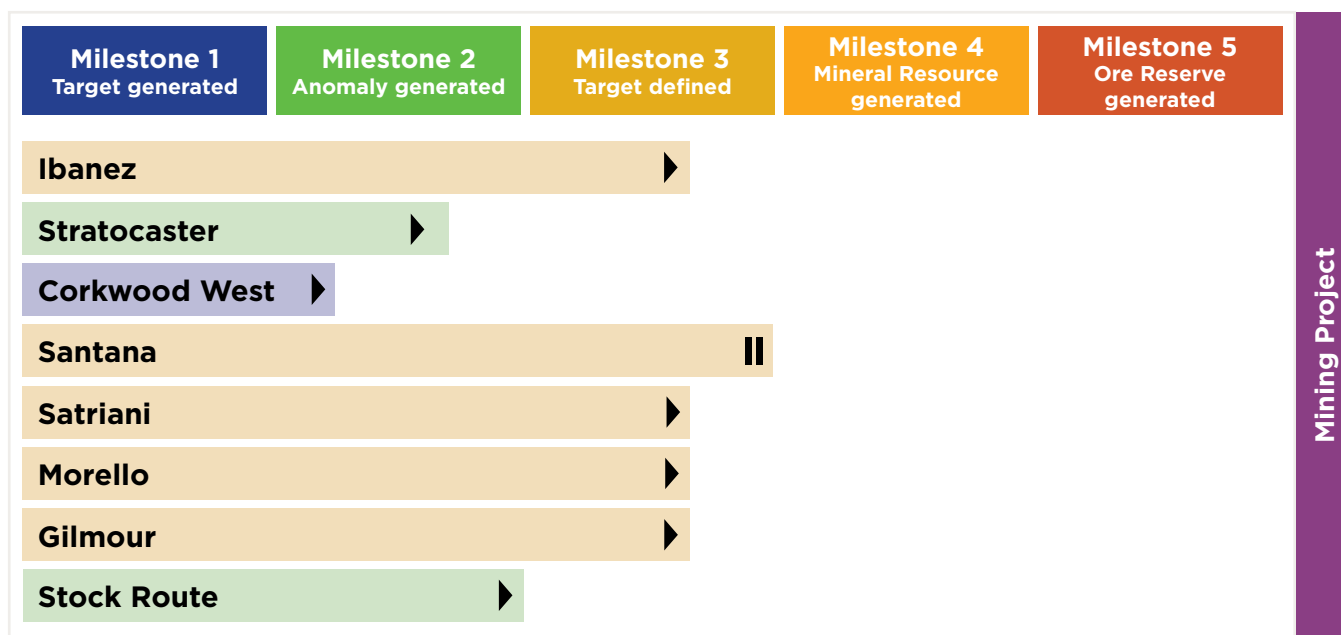 Milestone 1
Target generated
Milestone 2
Anomaly generated
Milestone 3
Target defined
Milestone 4
Mineral Resource
generated
Milestone 5
Ore Reserve
generated
Ibanez
Stratocaster
Corkwood West
Santana
Satriani
Morello
Gilmour
Stock Route
Mining Project